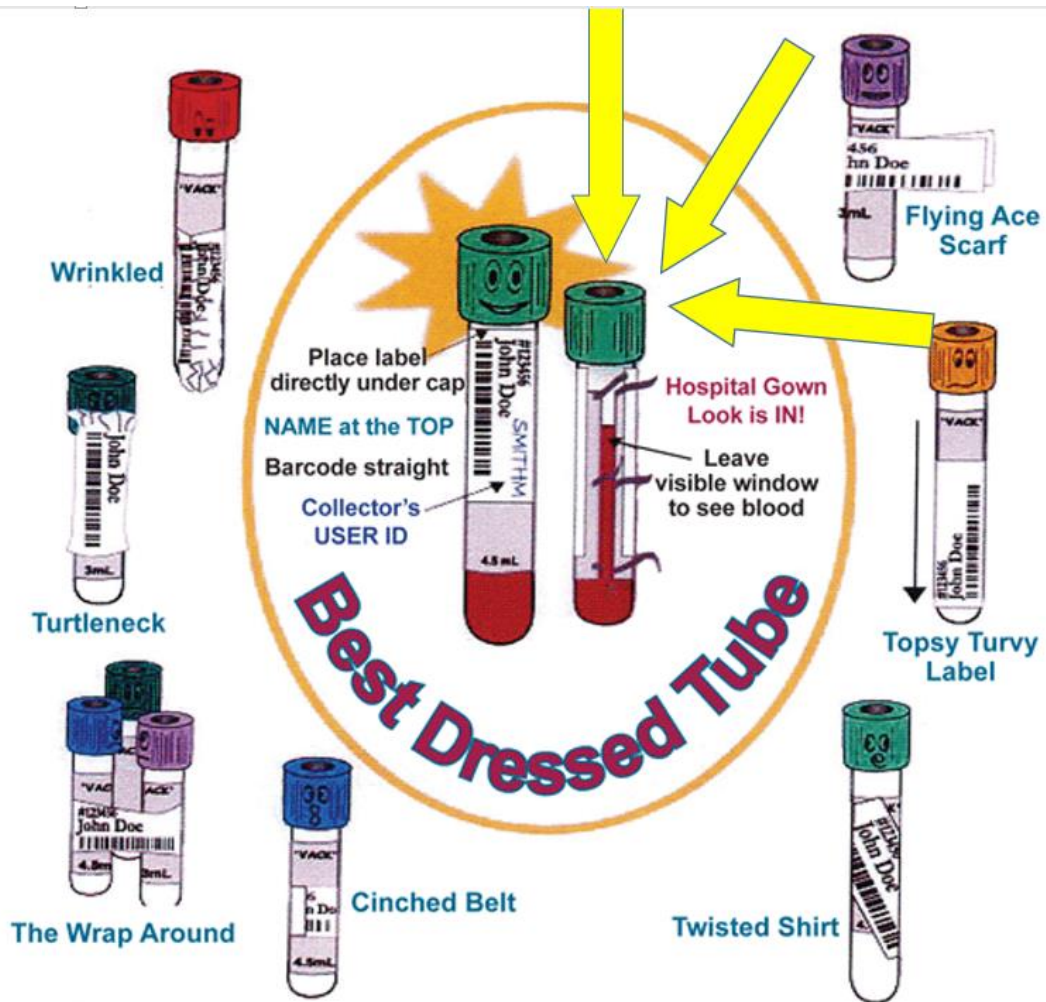 "VACK"
#123456
John Doe
Wrinkled
John Doe
3mL
Turtleneck
"VAC
ACK"
#123456
John Doe
4.5m
3mL
The Wrap Around
Place label
directly under cap
NAME at the TOP
Barcode straight
Collector's
USER ID
#123456
John Doe
SMITHM
4.5 mL
Hospital Gown
Look is IN!
Leave
visible window
to see blood
Best Dressed Tube
"VACK"
6
n Do
4.5mL
Cinched Belt
"VACK"
456
hn Doe
3mL
Flying Ace
Scarf
"VACK"
#123456
John Doe
Topsy Turvy
Label
#123456
John Doe
Twisted Shirt